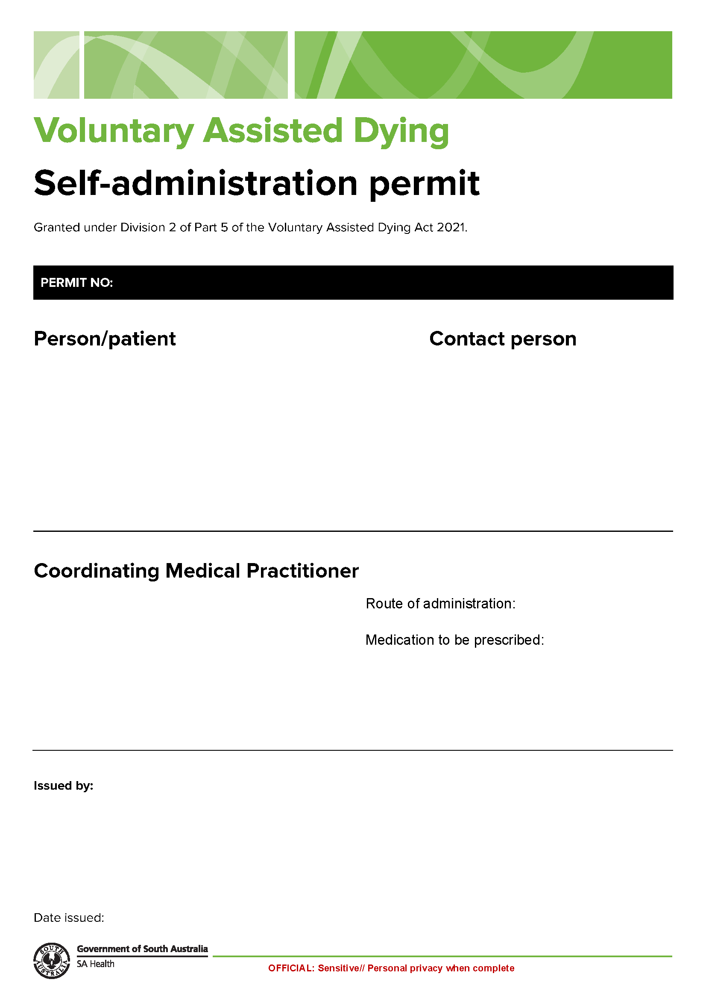 Voluntary Assisted Dying
Self-administration permit
Granted under Division 2 of Part 5 of the Voluntary Assisted Dying Act 2021.
PERMIT NO:
Person/patient
Contact person
Coordinating Medical Practitioner
Route of administration:
Medication to be prescribed:
Issued by:
Date issued:
SOUTH AUSTRALIA
Government of South Australia
SA Health
OFFICIAL: Sensitive// Personal privacy when complete